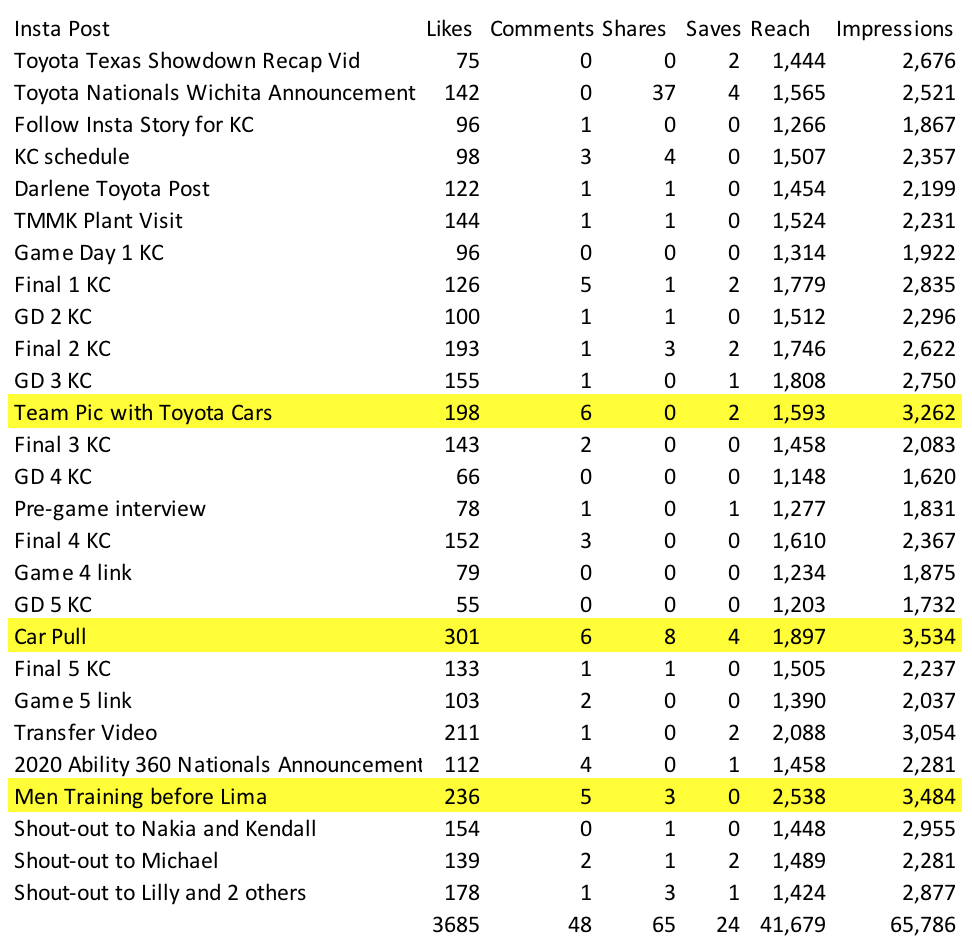 Insta Post Likes Comments Shares Saves Reach Impressions
Toyota Texas Showdown Recap Vid 75 0 0 2 1,444 2,676
Toyota Nationals Wichita Announcement 142 0 37 4 1,565 2,521
Follow Insta Story for KC 96 1 0 0 1,266 1,867
KC schedule 98 3 4 0 1,507 2,357
Darlene Toyota Post 122 1 1 0 1,454 2,199
TMMK Plant Visit 144 1 1 0 1,524 2,231
Game Day 1 KC 96 0 0 0 1,314 1,922
Final 1 KC 126 5 1 2 1,779 2,835
GD 2 KC 100 1 1 0 1,512 2,296
Final 2 KC 193 1 3 2 1,746 2,622
GD 3 KC 155 1 0 1 1,808 2,750
Team Pic with Toyota Cars 198 6 0 2 1,593 3,262
Final 3 KC 143 2 0 0 1,458 2,083
GD 4 KC 66 0 0 0 1,148 1,620
Pre-game interview 78 1 0 1 1,277 1,831
Final 4 KC 152 3 0 0 1,610 2,367
Game 4 link 79 0 0 0 1,234 1,875
GD 5 KC 55 0 0 0 1,203 1,732
Car Pull 301 6 8 4 1,897 3,534
Final 5 KC 133 1 1 0 1,505 2,237
Game 5 link 103 2 0 0 1,390 2,037
Transfer Video 211 1 0 2 2,088 3,054
2020 Ability 360 Nationals Announcement 112 4 0 1 1,458 2,281
Men Training before Lima 236 5 3 0 2,538 3,484
Shout-out to Nakia and Kendall 154 0 1 0 1,448 2,955
Shout-out to Michael 139 2 1 2 1,489 2,281
Shout-out to Lilly and 2 others 178 1 3 1 1,424 2,877
3685 48 65 24 41,679 65,786